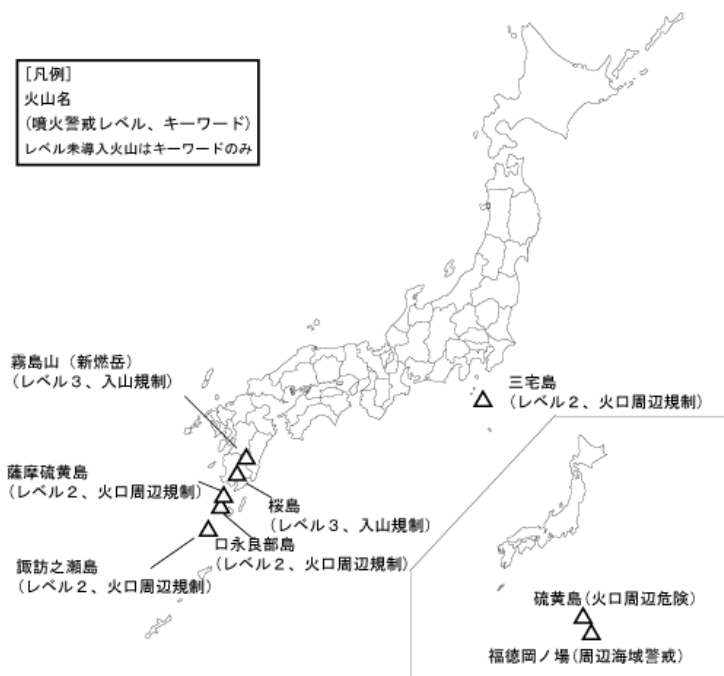 ［凡例］
火山名
(噴火警戒レベル、キーワード)
レベル未導入火山はキーワードのみ
霧島山（新燃岳）
(レベル３、入山規制)
三宅島
(レベル２、火口周辺規制)
薩摩硫黄島
(レベル２、火口周辺規制)
桜島
(レベル３、入山規制)
口永良部島
(レベル２、火口周辺規制)
諏訪之瀬島
(レベル２、火口周辺規制)
硫黄島(火口周辺危険)
福徳岡ノ場(周辺海域警戒)